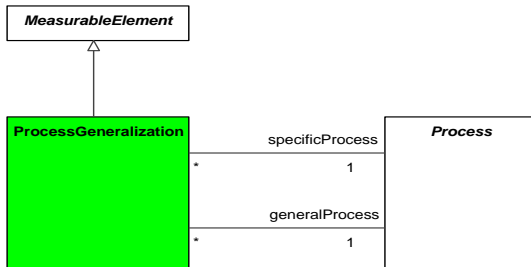 MeasurableElement
ProcessGeneralization
specificProcess
Process
* 1
generalProcess
* 1